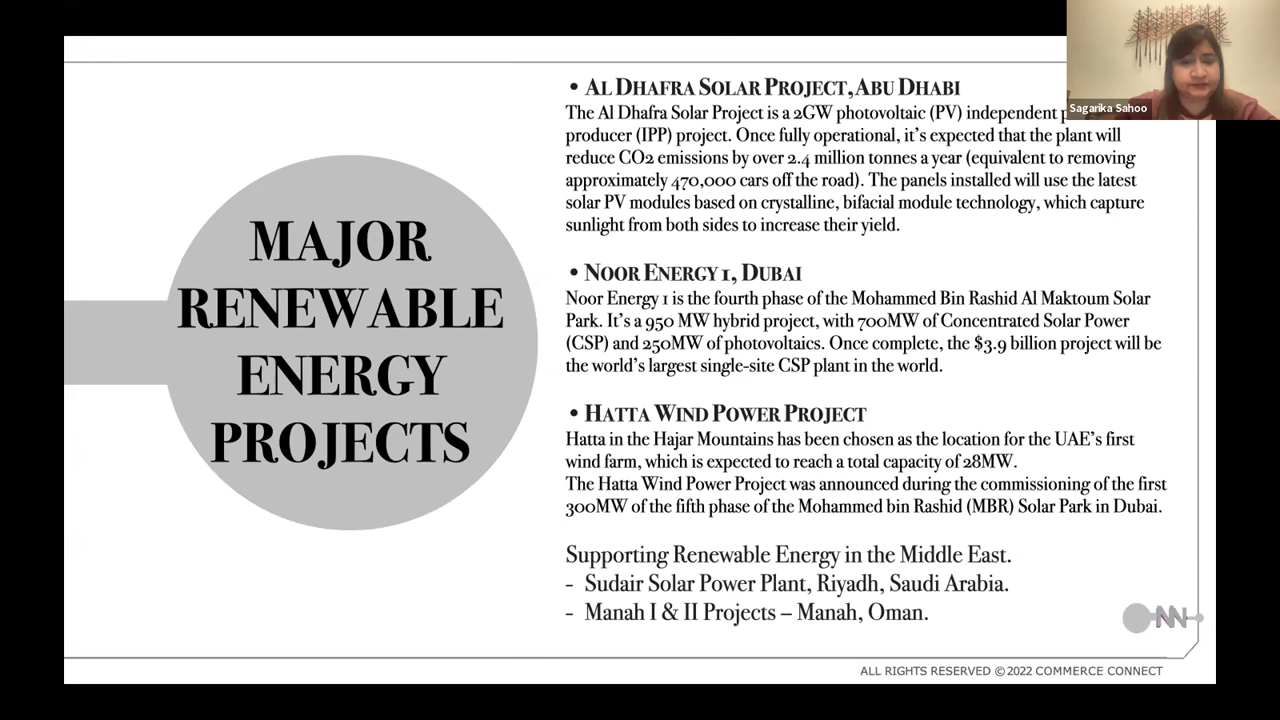 MAJOR
RENEWABLE
ENERGY
PROJECTS
• AL DHAFRA SOLAR PROJECT, ABU DHABI
The Al Dhafra Solar Project is a 2GW photovoltaic (PV) independent
producer (IPP) project. Once fully operational, it's expected that the plant will
reduce CO2 emissions by over 2.4 million tonnes a year (equivalent to removing
approximately 470,000 cars off the road). The panels installed will use the latest
solar PV modules based on crystalline, bifacial module technology, which capture
sunlight from both sides to increase their yield.
• NOOR ENERGY 1, DUBAI
Noor Energy 1 is the fourth phase of the Mohammed Bin Rashid Al Maktoum Solar
Park. It's a 950 MW hybrid project, with 700MW of Concentrated Solar Power
(CSP) and 250MW of photovoltaics. Once complete, the $3.9 billion project will be
the world's largest single-site CSP plant in the world.
• HATTA WIND POWER PROJECT
Hatta in the Hajar Mountains has been chosen as the location for the UAE's first
wind farm, which is expected to reach a total capacity of 28MW.
The Hatta Wind Power Project was announced during the commissioning of the first
300MW of the fifth phase of the Mohammed bin Rashid (MBR) Solar Park in Dubai.
Supporting Renewable Energy in the Middle East.
- Sudair Solar Power Plant, Riyadh, Saudi Arabia.
- Manah I & II Projects – Manah, Oman.
NN
ALL RIGHTS RESERVED ©2022 COMMERCE CONNECT
Sagarika Sahoo